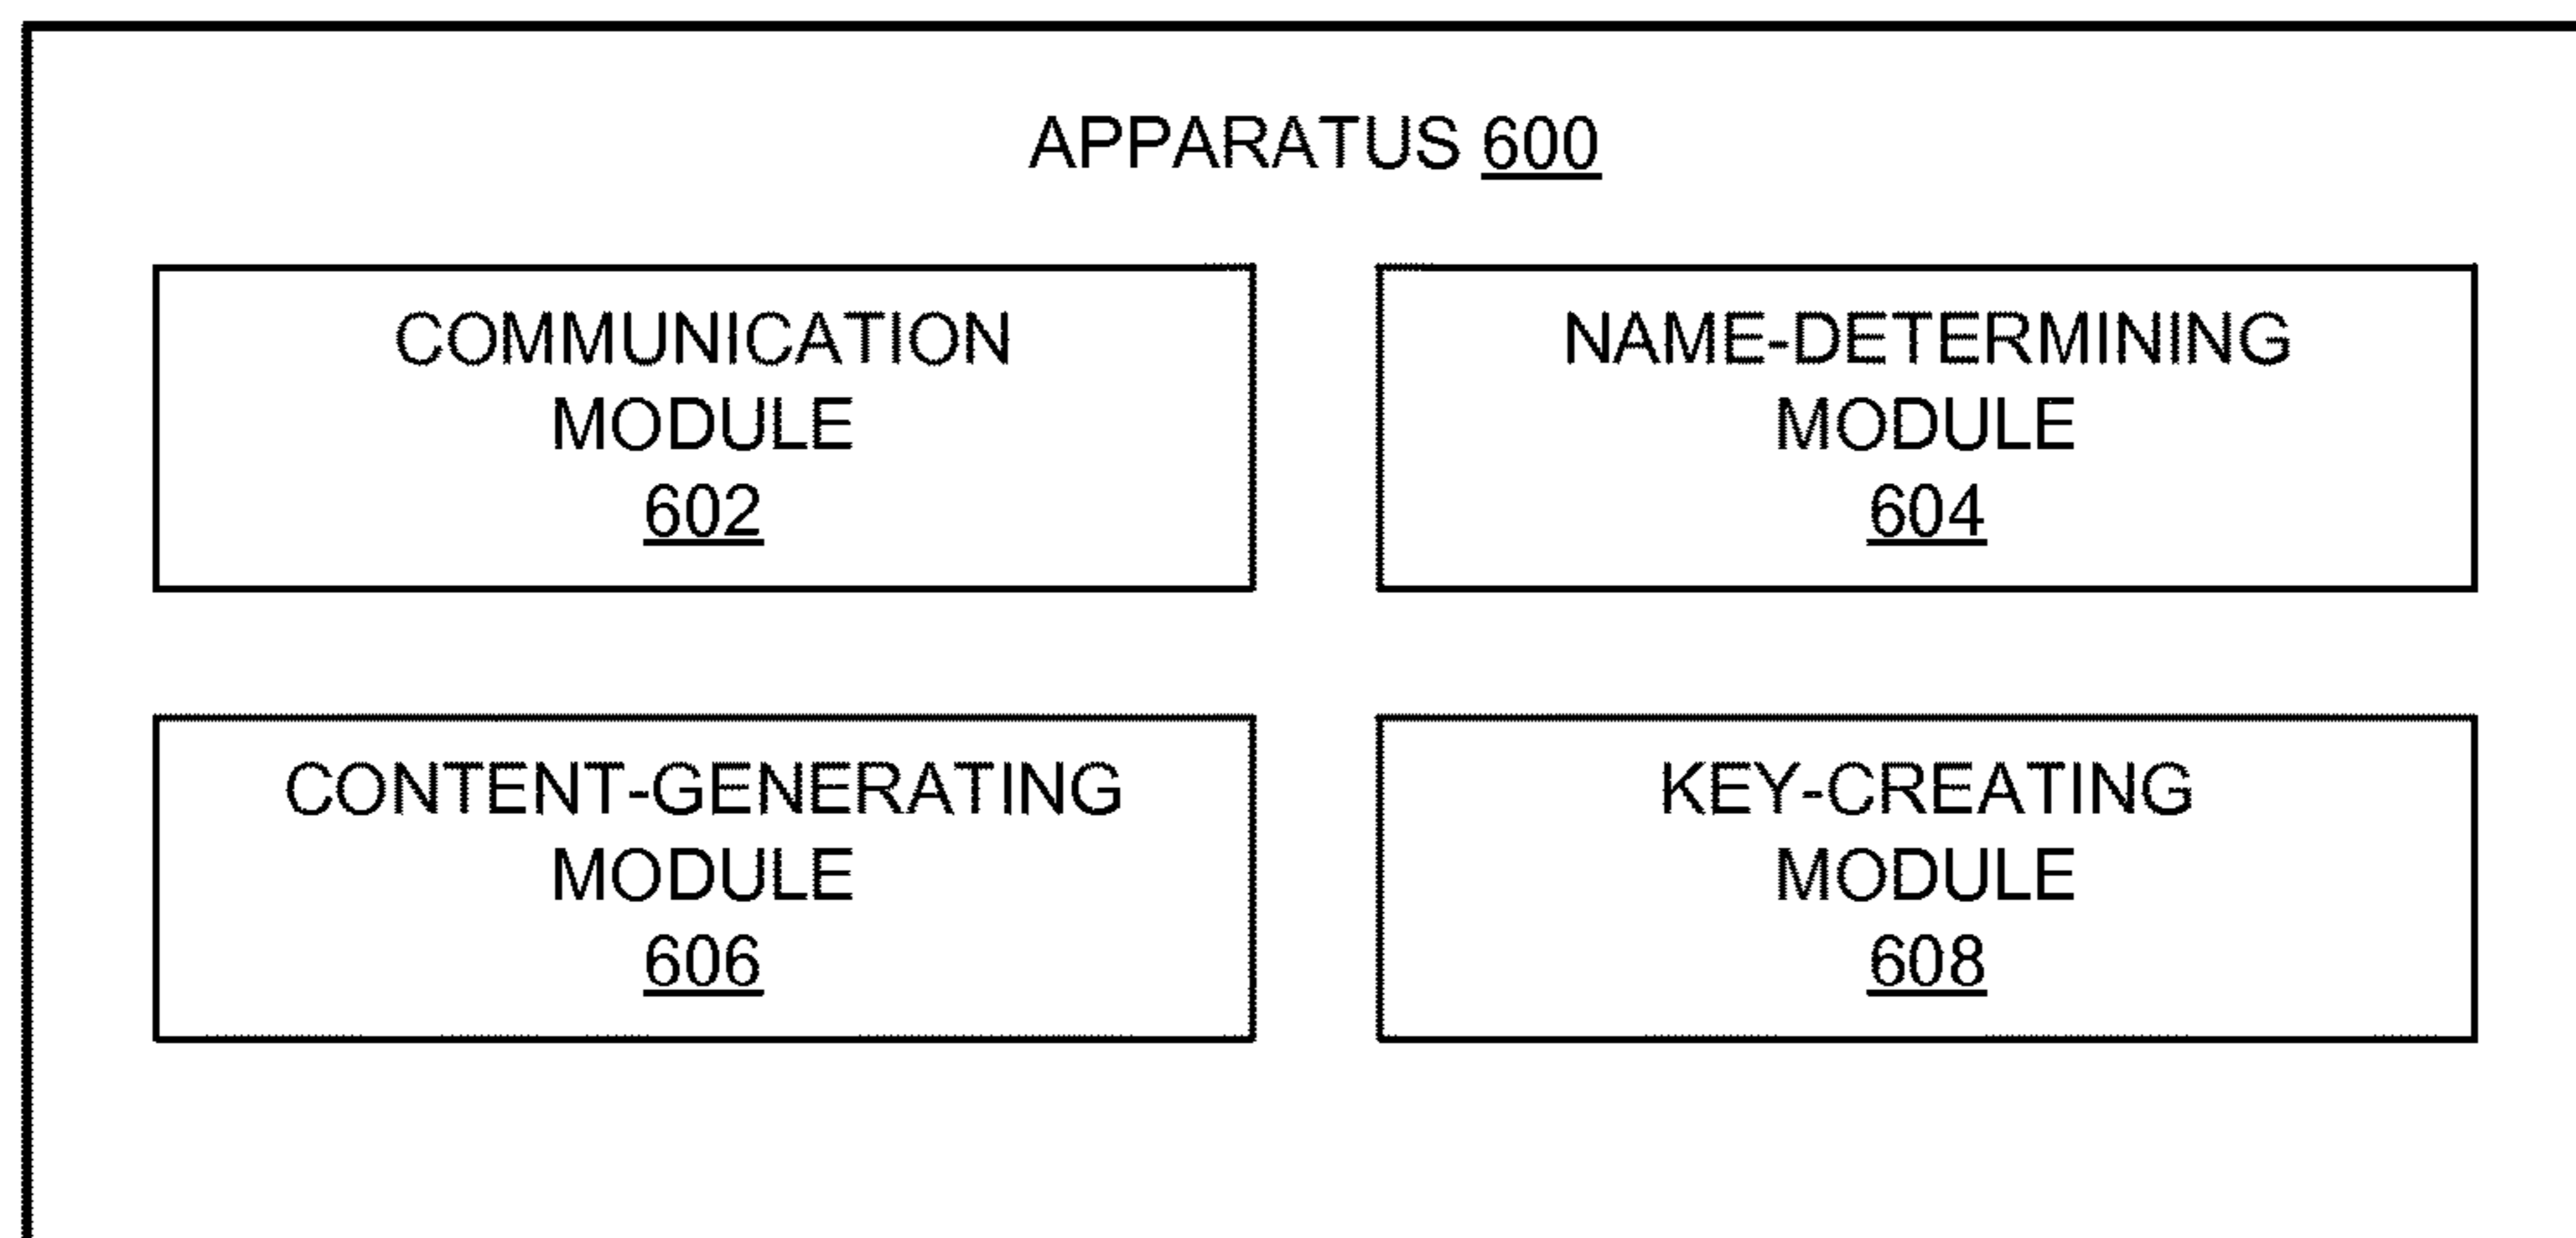 APPARATUS 600
COMMUNICATION
MODULE
602
NAME-DETERMINING
MODULE
604
CONTENT-GENERATING
MODULE
606
KEY-CREATING
MODULE
608